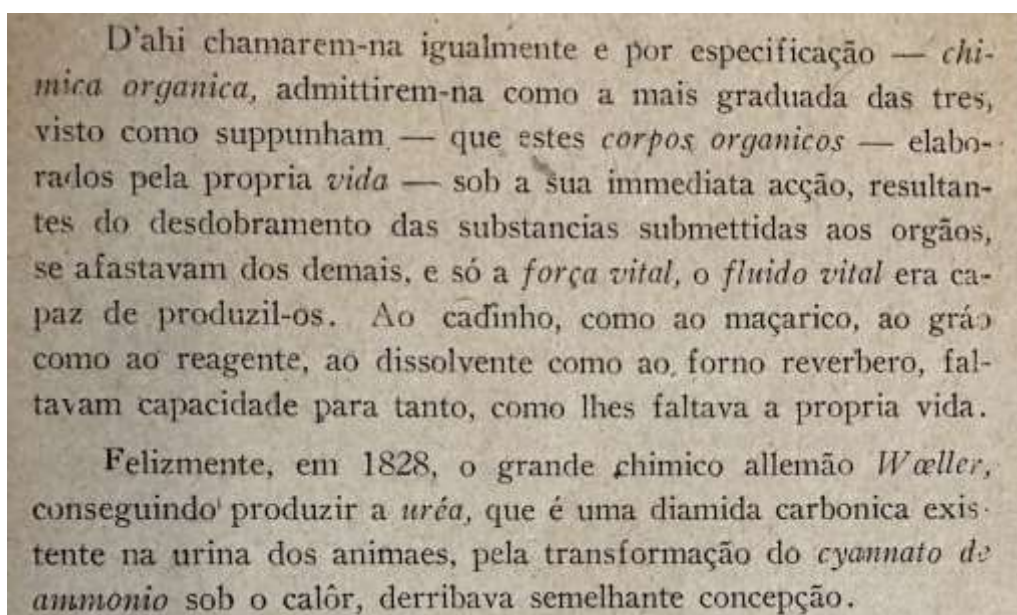 D'ahi chamarem-na igualmente e por especificação — chi-
mica organica, admittirem-na como a mais graduada das tres,
visto como suppunham — que estes corpos organicos — elabo-
rados pela propria vida — sob a sua immediata acção, resultan-
tes do desdobramento das substancias submettidas aos orgãos,
se afastavam dos demais, e só a força vital, o fluido vital era ca-
paz de produzil-os. Ao cadinho, como ao maçarico, ao gráo
como ao reagente, ao dissolvente como ao forno reverbero, fal-
tavam capacidade para tanto, como lhes faltava a propria vida.
Felizmente, em 1828, o grande chimico allemão Wœller,
conseguindo produzir a uréa, que é uma diamida carbonica exis-
tente na urina dos animaes, pela transformação do cyannato de
ammonio sob o calôr, derribava semelhante concepção.